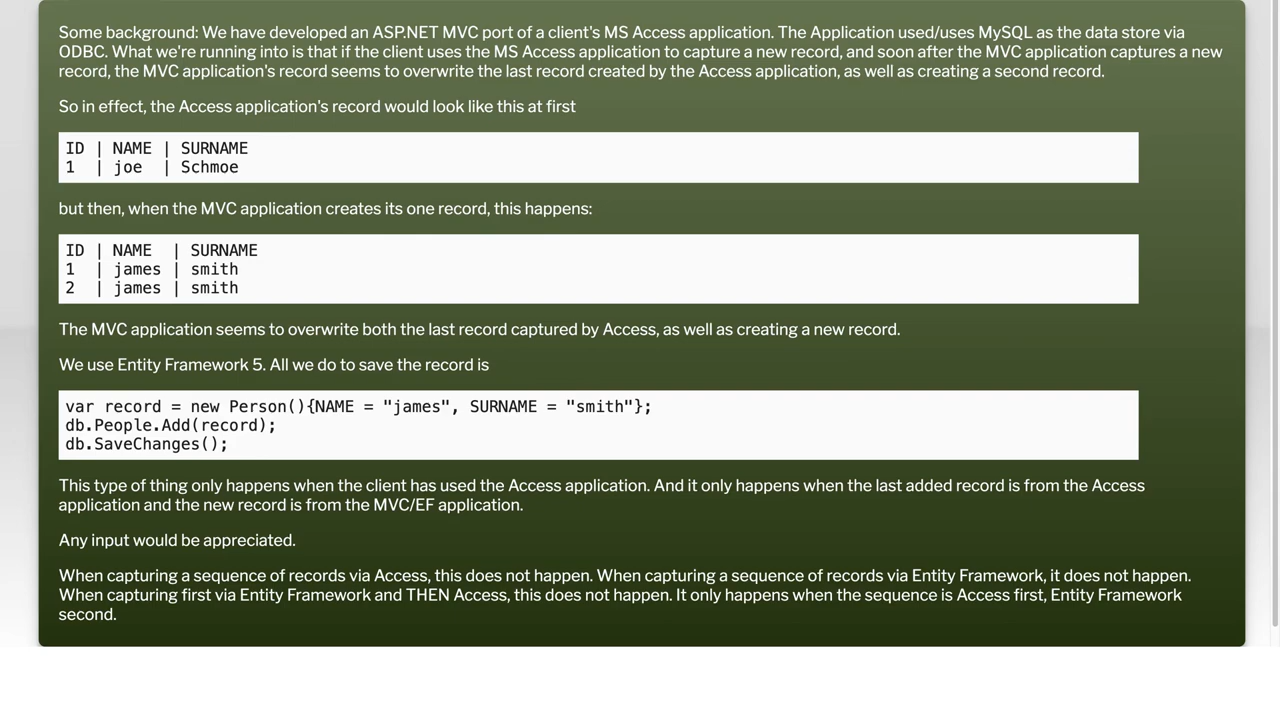 Some background: We have developed an ASP.NET MVC port of a client's MS Access application. The Application used/uses MySQL as the data store via
ODBC. What we're running into is that if the client uses the MS Access application to capture a new record, and soon after the MVC application captures a new
record, the MVC application's record seems to overwrite the last record created by the Access application, as well as creating a second record.
So in effect, the Access application's record would look like this at first
ID | NAME | SURNAME
1  | joe  | Schmoe
but then, when the MVC application creates its one record, this happens:
ID | NAME  | SURNAME
1  | james | smith
2  | james | smith
The MVC application seems to overwrite both the last record captured by Access, as well as creating a new record.
We use Entity Framework 5. All we do to save the record is
var record = new Person(){NAME = "james", SURNAME = "smith"};
db.People.Add(record);
db.SaveChanges();
This type of thing only happens when the client has used the Access application. And it only happens when the last added record is from the Access
application and the new record is from the MVC/EF application.
Any input would be appreciated.
When capturing a sequence of records via Access, this does not happen. When capturing a sequence of records via Entity Framework, it does not happen.
When capturing first via Entity Framework and THEN Access, this does not happen. It only happens when the sequence is Access first, Entity Framework
second.